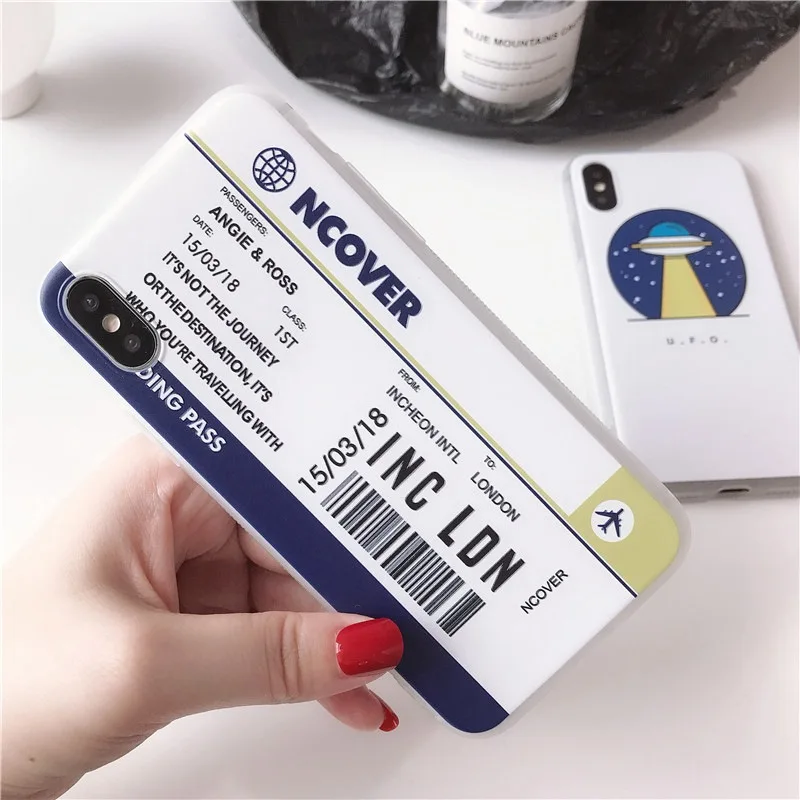 NCOVER
PASSENGERS:
ANGIE & ROSS
DATE:
15/03/18
CLASS:
1ST
IT'S NOT THE JOURNEY
OR THE DESTINATION, IT'S
WHO YOU'RE TRAVELLING WITH
DING PASS
FROM:
INCHEON INTL
TO:
LONDON
15/03/18
INC LDN
NCOVER
BLUE MOUNTAINS
U.F.O.